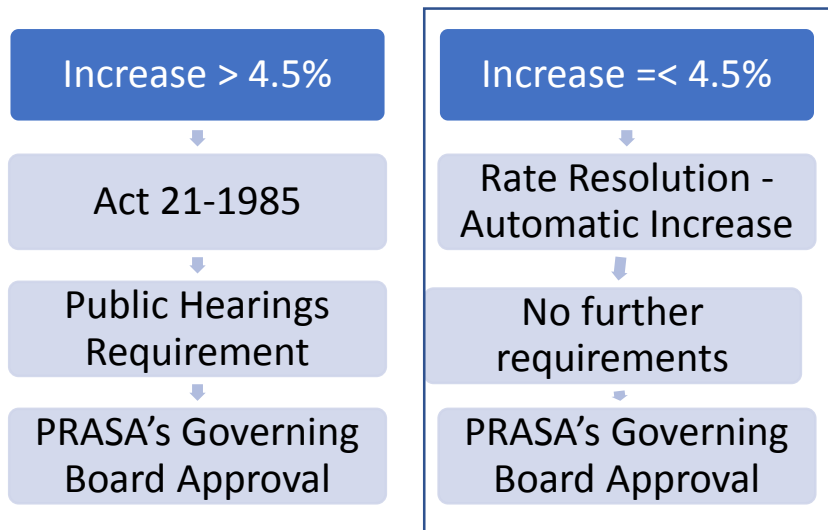 Increase > 4.5%
Act 21-1985
Public Hearings
Requirement
PRASA’s Governing
Board Approval
Increase =< 4.5%
Rate Resolution -
Automatic Increase
No further
requirements
PRASA’s Governing
Board Approval